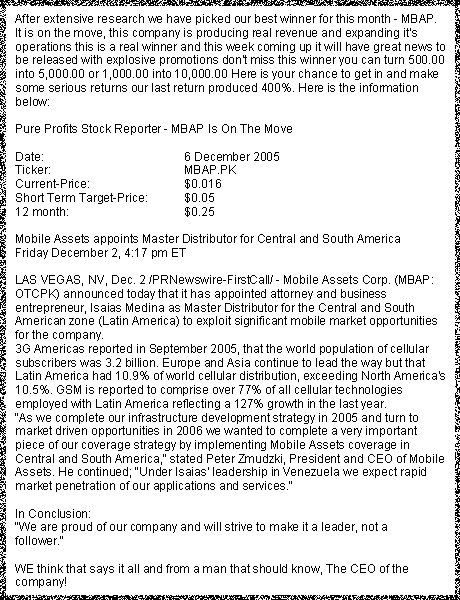 After extensive research we have picked our best winner for this month - MBAP.
It is on the move, this company is producing real revenue and expanding it's
operations this is a real winner and this week coming up it will have great news to
be released with explosive promotions don't miss this winner you can turn 500.00
into 5,000.00 or 1,000.00 into 10,000.00 Here is your chance to get in and make
some serious returns our last return produced 400%. Here is the information
below:
Pure Profits Stock Reporter - MBAP Is On The Move
Date: 6 December 2005
Ticker: MBAP.PK
Current-Price: $0.016
Short Term Target-Price: $0.05
12 month: $0.25
Mobile Assets appoints Master Distributor for Central and South America
Friday December 2, 4:17 pm ET
LAS VEGAS, NV, Dec. 2 /PRNewswire-FirstCall/ - Mobile Assets Corp. (MBAP:
OTCPK) announced today that it has appointed attorney and business
entrepreneur, Isaias Medina as Master Distributor for the Central and South
American zone (Latin America) to exploit significant mobile market opportunities
for the company.
3G Americas reported in September 2005, that the world population of cellular
subscribers was 3.2 billion. Europe and Asia continue to lead the way but that
Latin America had 10.9% of world cellular distribution, exceeding North America's
10.5%. GSM is reported to comprise over 77% of all cellular technologies
employed with Latin America reflecting a 127% growth in the last year.
"As we complete our infrastructure development strategy in 2005 and turn to
market driven opportunities in 2006 we wanted to complete a very important
piece of our coverage strategy by implementing Mobile Assets coverage in
Central and South America," stated Peter Zmudzki, President and CEO of Mobile
Assets. He continued; "Under Isaias' leadership in Venezuela we expect rapid
market penetration of our applications and services."
In Conclusion:
"We are proud of our company and will strive to make it a leader, not a
follower."
WE think that says it all and from a man that should know, The CEO of the
company!